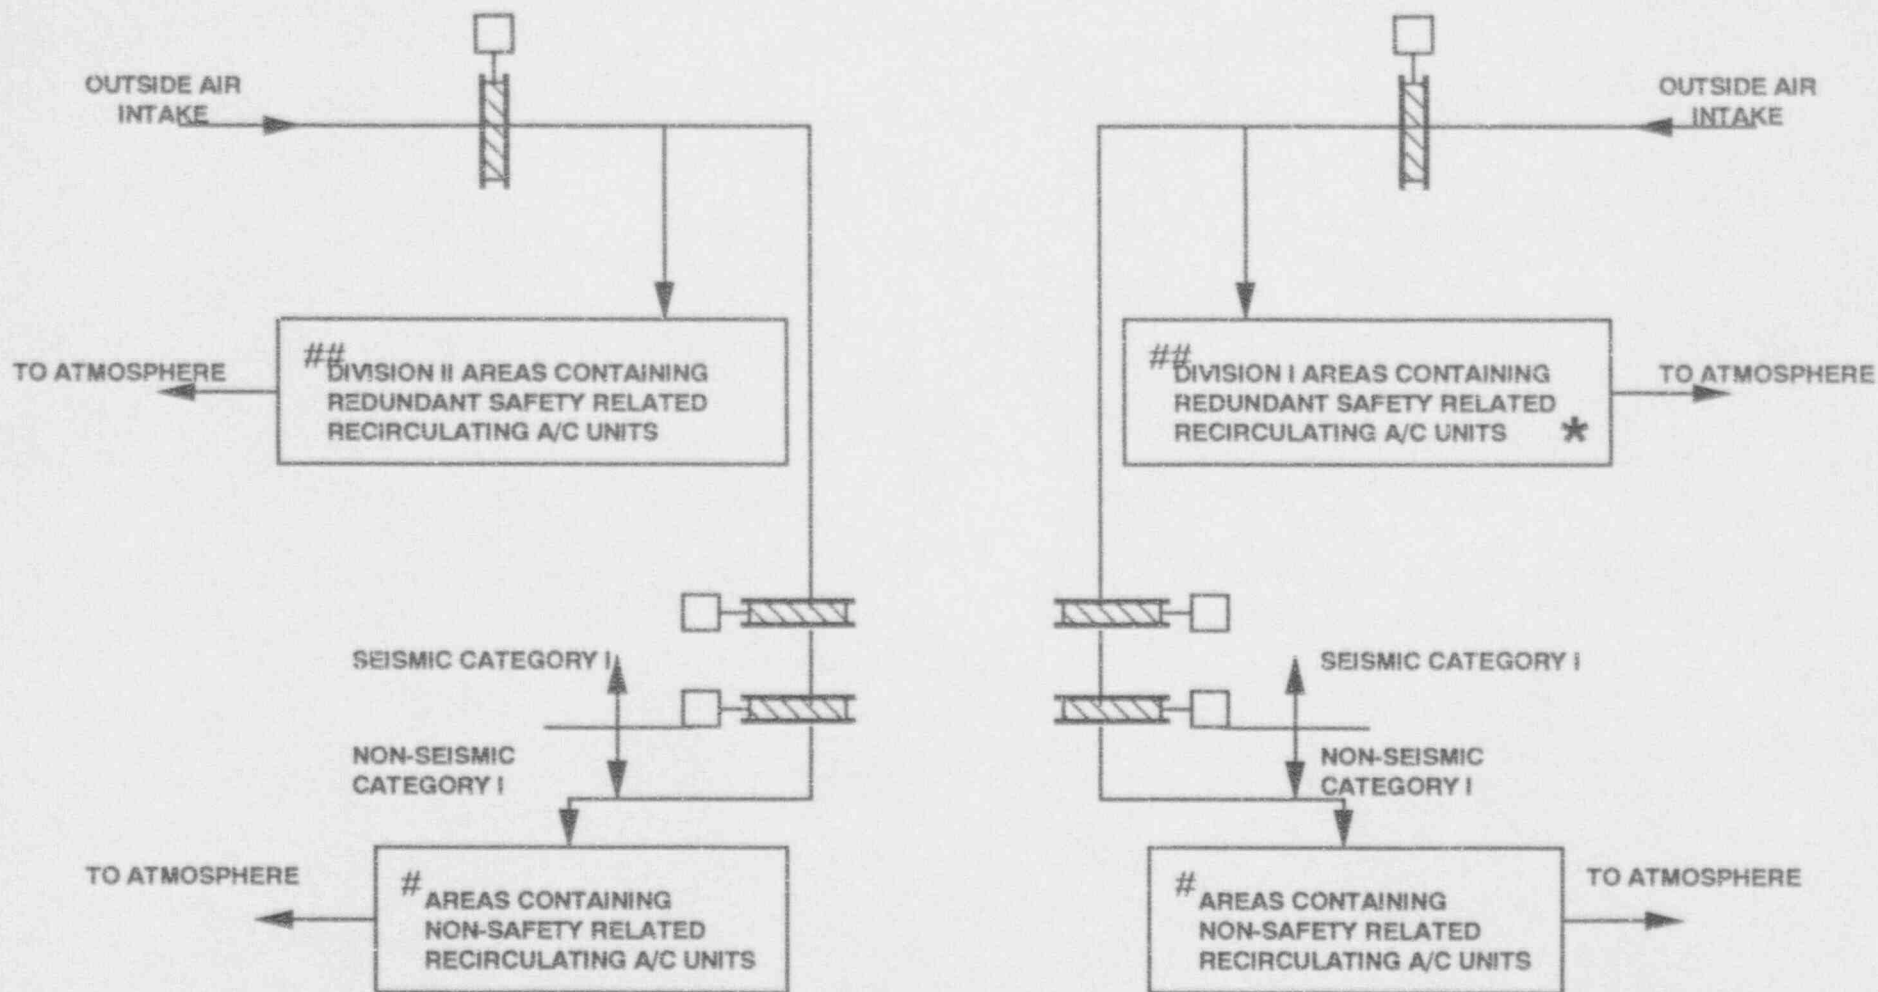 OUTSIDE AIR
INTAKE
OUTSIDE AIR
INTAKE
TO ATMOSPHERE
##
DIVISION II AREAS CONTAINING
REDUNDANT SAFETY RELATED
RECIRCULATING A/C UNITS
##
DIVISION I AREAS CONTAINING
REDUNDANT SAFETY RELATED
RECIRCULATING A/C UNITS *
TO ATMOSPHERE
SEISMIC CATEGORY I
NON-SEISMIC
CATEGORY I
SEISMIC CATEGORY I
NON-SEISMIC
CATEGORY I
TO ATMOSPHERE
#
AREAS CONTAINING
NON-SAFETY RELATED
RECIRCULATING A/C UNITS
#
AREAS CONTAINING
NON-SAFETY RELATED
RECIRCULATING A/C UNITS
TO ATMOSPHERE